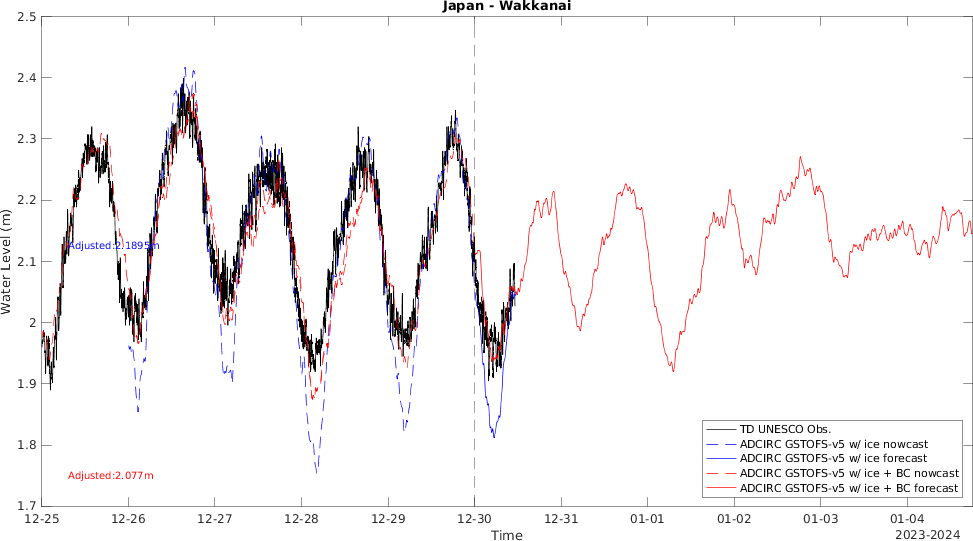 Japan - Wakkanai
2.5
2.4
2.3
2.2
2.1
2
1.9
1.8
1.7
Water Level (m)
Adjusted:2.1895m
Adjusted:2.077m
TD UNESCO Obs.
ADCIRC GSTOFS-v5 w/ ice nowcast
ADCIRC GSTOFS-v5 w/ ice forecast
ADCIRC GSTOFS-v5 w/ ice + BC nowcast
ADCIRC GSTOFS-v5 w/ ice + BC forecast
12-25 12-26 12-27 12-28 12-29 12-30 12-31 01-01 01-02 01-03 01-04
Time
2023-2024